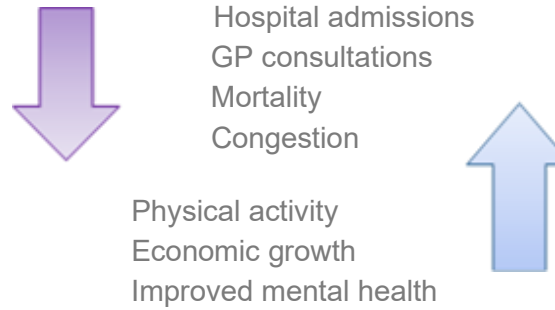 Hospital admissions
GP consultations
Mortality
Congestion
Physical activity
Economic growth
Improved mental health